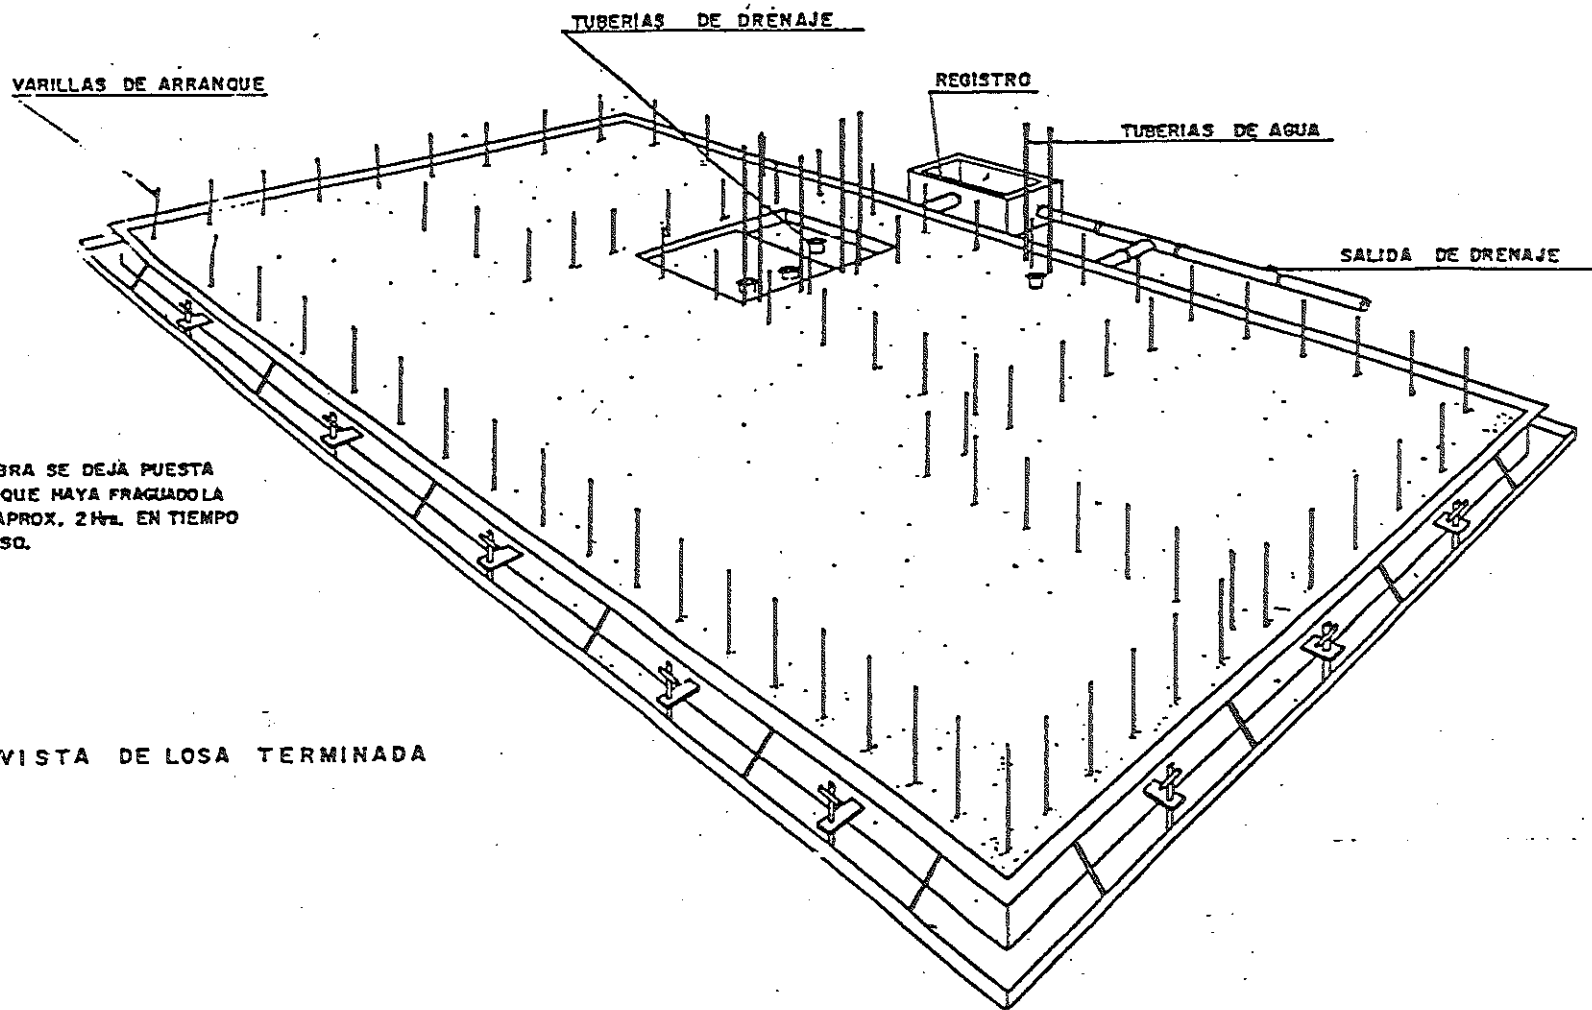 TUBERIAS DE DRENAJE
VARILLAS DE ARRANQUE
REGISTRO
TUBERIAS DE AGUA
SALIDA DE DRENAJE
BRA SE DEJA PUESTA
QUE HAYA FRAGUADO LA
APROX. 2 Hrs. EN TIEMPO
SO.
VISTA DE LOSA TERMINADA